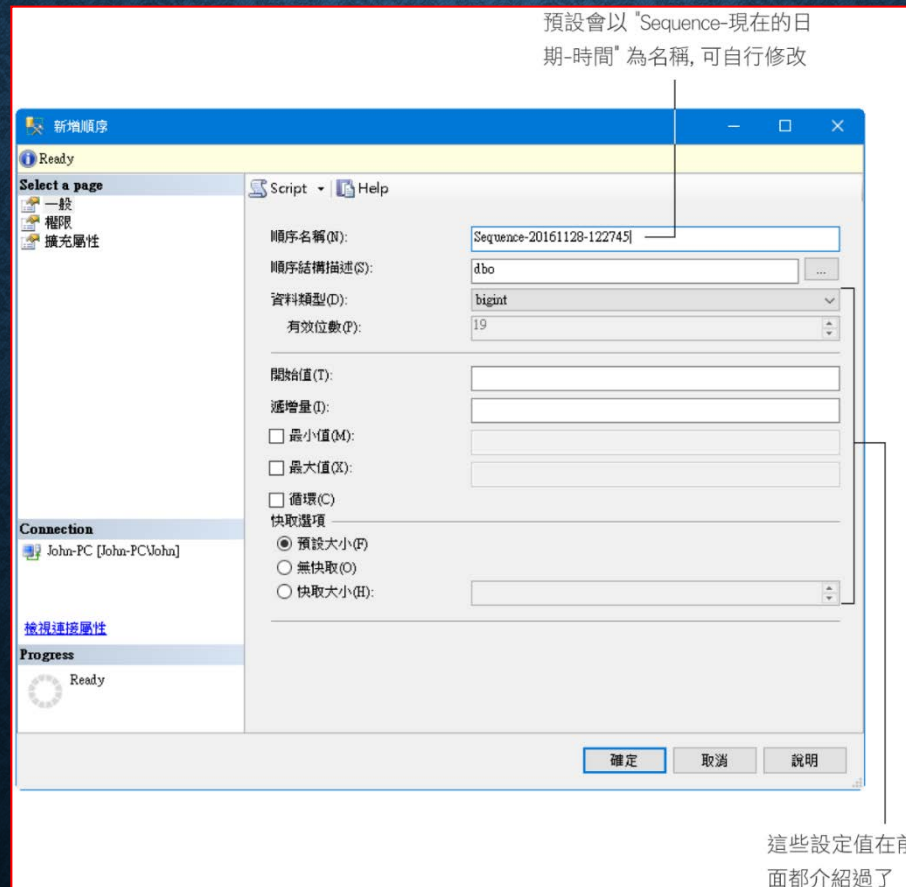 預設會以 "Sequence-現在的日
期-時間" 為名稱, 可自行修改
新增順序
Ready
Select a page
一般
權限
擴充屬性
Script
Help
順序名稱(N):
Sequence-20161128-122745
順序結構描述(S):
dbo
...
資料類型(D):
bigint
有效位數(P):
19
開始值(T):
遞增量(I):
最小值(M):
最大值(X):
循環(C)
快取選項
預設大小(F)
無快取(O)
快取大小(H):
Connection
John-PC [John-PC\John]
檢視連接屬性
Progress
Ready
確定
取消
說明
這些設定值在前
面都介紹過了